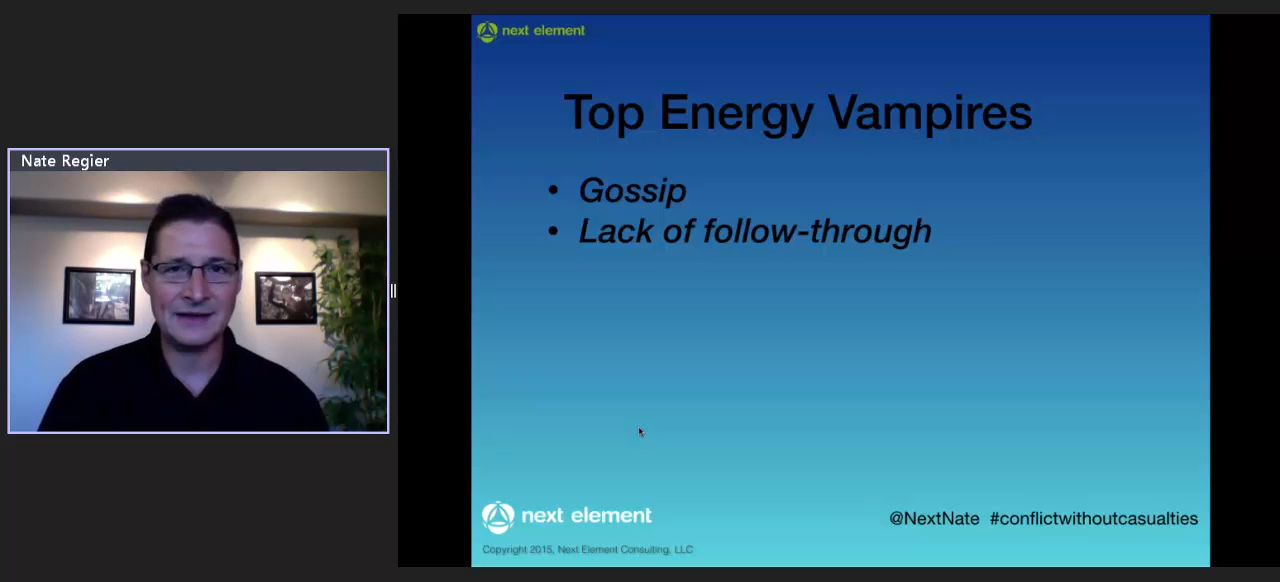 Nate Regier
next element
Top Energy Vampires
• Gossip
• Lack of follow-through
next element
@NextNate #conflictwithoutcasualties
Copyright 2015, Next Element Consulting, LLC